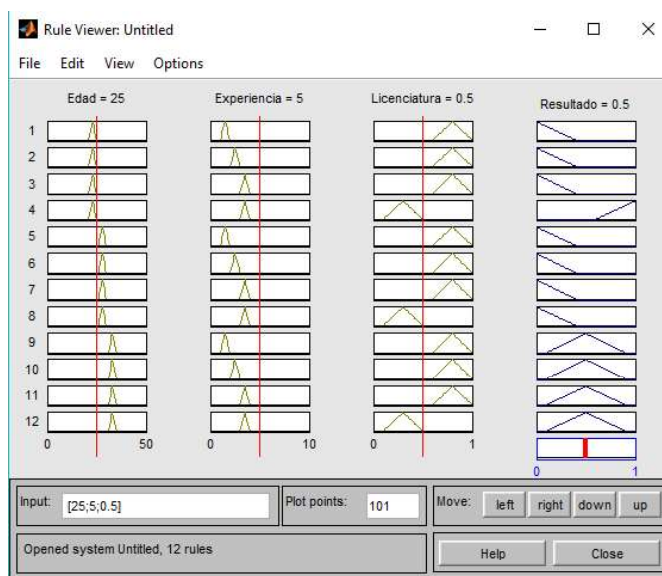 Rule Viewer: Untitled
File Edit View Options
Edad = 25 Experiencia = 5 Licenciatura = 0.5 Resultado = 0.5
1
2
3
4
5
6
7
8
9
10
11
12
0 50 0 10 0 1
0 1
Input: [25;5;0.5] Plot points: 101 Move: left right down up
Opened system Untitled, 12 rules Help Close